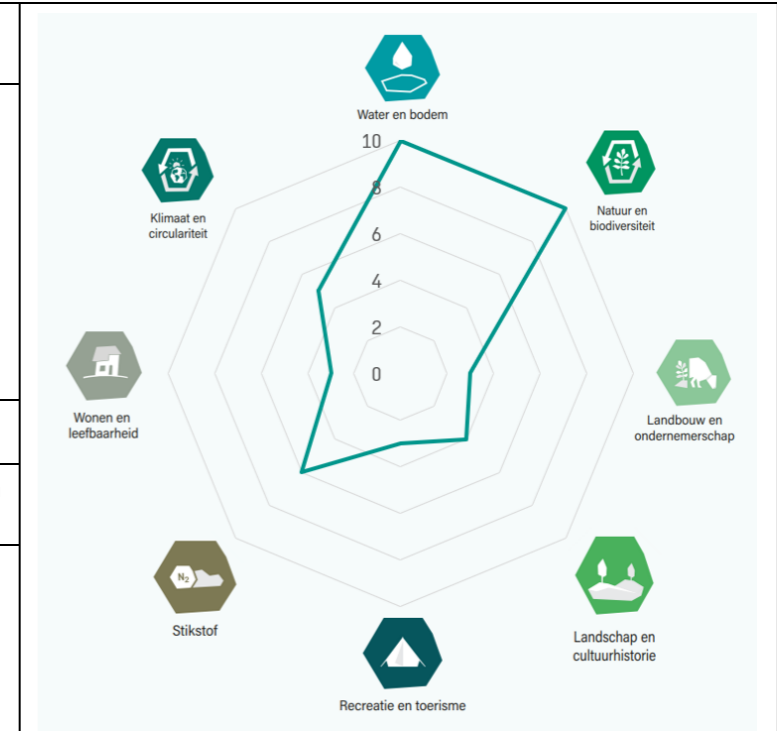 Water en bodem
10
8
6
4
2
0
Natuur en
biodiversiteit
Landbouw en
ondernemerschap
Landschap en
cultuurhistorie
Recreatie en toerisme
N₂
Stikstof
Wonen en
leefbaarheid
Klimaat en
circulariteit